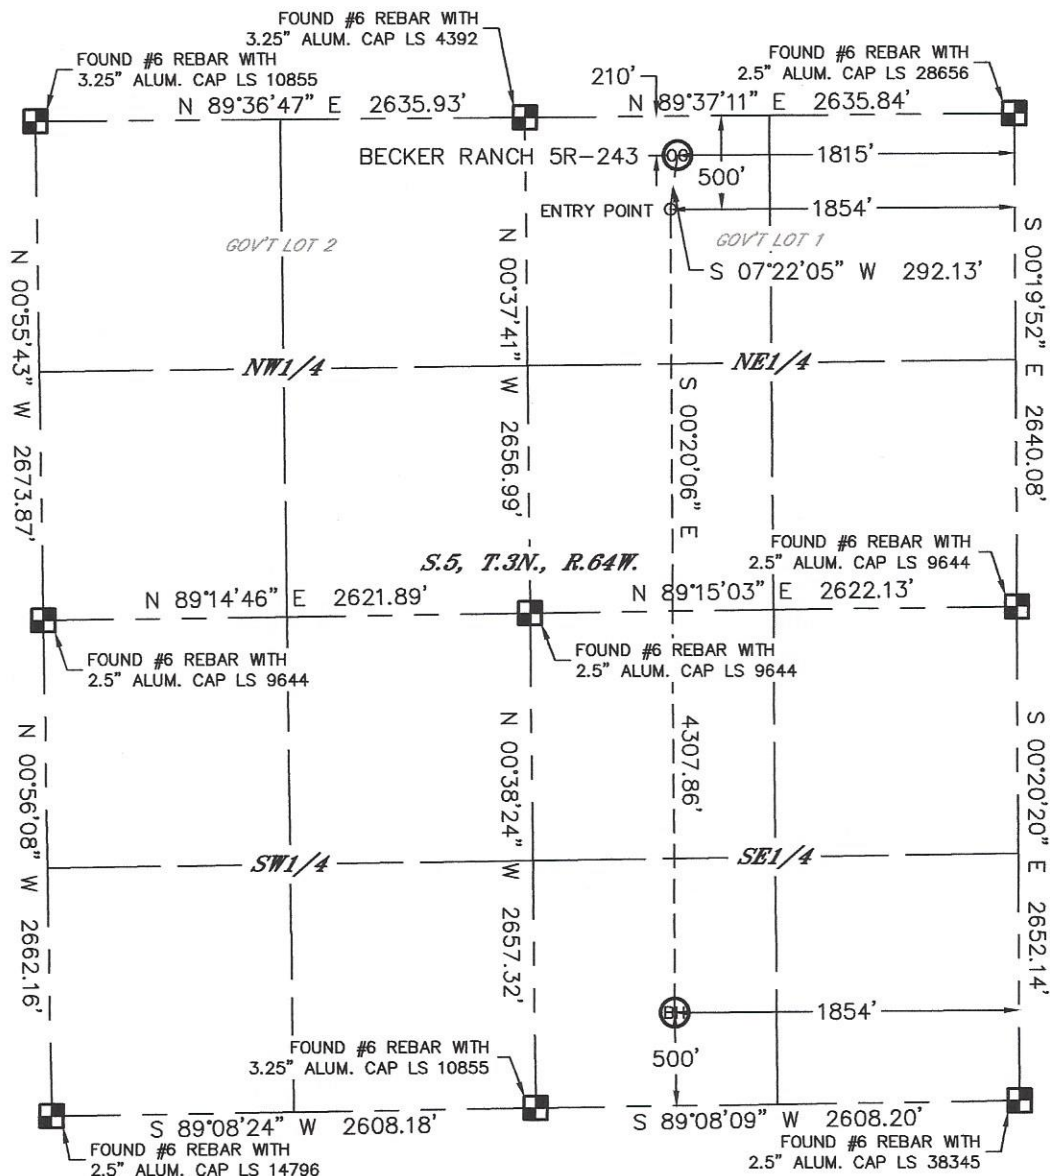 FOUND #6 REBAR WITH
3.25" ALUM. CAP LS 4392
FOUND #6 REBAR WITH
3.25" ALUM. CAP LS 10855
FOUND #6 REBAR WITH
2.5" ALUM. CAP LS 28656
210'
N 89°36'47" E 2635.93'
N 89°37'11" E 2635.84'
BECKER RANCH 5R-243
OG
1815'
500'
ENTRY POINT
1854'
GOV'T LOT 2
GOV'T LOT 1
S 07°22'05" W 292.13'
N 00°55'43" W 2673.87'
N 00°37'41" W 2656.99'
S 00°20'06" E 4307.86'
S 00°19'52" E 2640.08'
NW1/4
NE1/4
S.5, T.3N., R.64W.
FOUND #6 REBAR WITH
2.5" ALUM. CAP LS 9644
N 89°14'46" E 2621.89'
N 89°15'03" E 2622.13'
FOUND #6 REBAR WITH
2.5" ALUM. CAP LS 9644
FOUND #6 REBAR WITH
2.5" ALUM. CAP LS 9644
N 00°56'08" W 2662.16'
N 00°38'24" W 2657.32'
S 00°20'20" E 2652.14'
SW1/4
SE1/4
BH
1854'
500'
FOUND #6 REBAR WITH
3.25" ALUM. CAP LS 10855
S 89°08'24" W 2608.18'
S 89°08'09" W 2608.20'
FOUND #6 REBAR WITH
2.5" ALUM. CAP LS 14796
FOUND #6 REBAR WITH
2.5" ALUM. CAP LS 38345